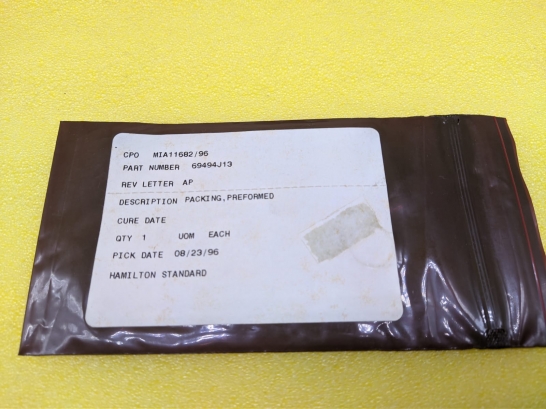 CPO MIA11682/96
PART NUMBER 69494J13
REV LETTER AP
DESCRIPTION PACKING,PREFORMED
CURE DATE
QTY 1 UOM EACH
PICK DATE 08/23/96
HAMILTON STANDARD